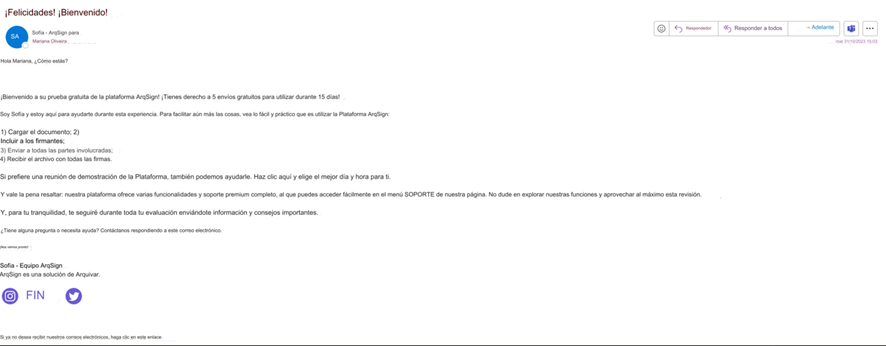 ¡Felicidades! ¡Bienvenido!
SA
Sofía - ArqSign para
Mariana Oliveira
Respondedor
Responder a todos
→ Adelante
mar 31/10/2023 15:03
Hola Mariana, ¿Cómo estás?
¡Bienvenido a su prueba gratuita de la plataforma ArqSign! ¡Tienes derecho a 5 envíos gratuitos para utilizar durante 15 días!
Soy Sofía y estoy aquí para ayudarte durante esta experiencia. Para facilitar aún más las cosas, vea lo fácil y práctico que es utilizar la Plataforma ArqSign:
1) Cargar el documento; 2)
Incluir a los firmantes;
3) Enviar a todas las partes involucradas;
4) Recibir el archivo con todas las firmas.
Si prefiere una reunión de demostración de la Plataforma, también podemos ayudarle. Haz clic aquí y elige el mejor día y hora para ti.
Y vale la pena resaltar: nuestra plataforma ofrece varias funcionalidades y soporte premium completo, al que puedes acceder fácilmente en el menú SOPORTE de nuestra página. No dude en explorar nuestras funciones y aprovechar al máximo esta revisión.
Y, para tu tranquilidad, te seguiré durante toda tu evaluación enviándote información y consejos importantes.
¿Tiene alguna pregunta o necesita ayuda? Contáctanos respondiendo a este correo electrónico.
¡Nos vemos pronto!
Sofía - Equipo ArqSign
ArqSign es una solución de Arquivar.
FIN
Si ya no desea recibir nuestros correos electrónicos, haga clic en este enlace